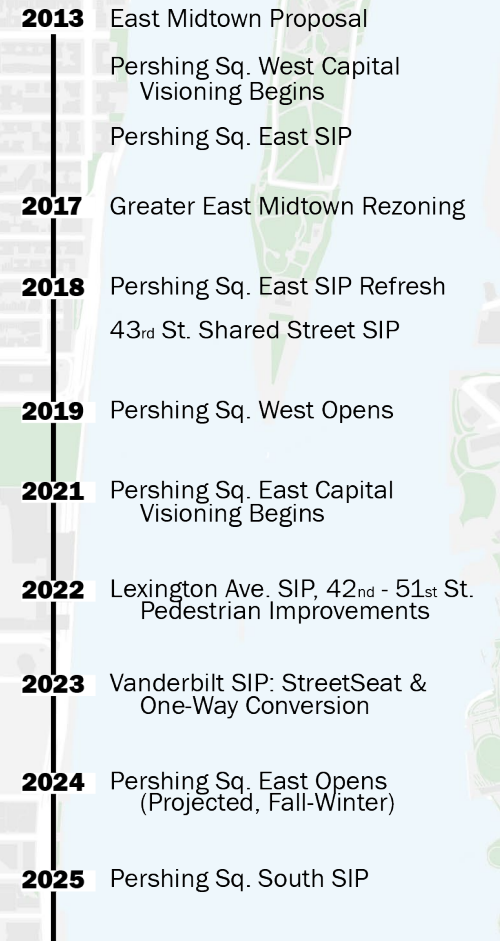 2013 East Midtown Proposal
Pershing Sq. West Capital
Visioning Begins
Pershing Sq. East SIP
2017 Greater East Midtown Rezoning
2018 Pershing Sq. East SIP Refresh
43rd St. Shared Street SIP
2019 Pershing Sq. West Opens
2021 Pershing Sq. East Capital
Visioning Begins
2022 Lexington Ave. SIP, 42nd - 51st St.
Pedestrian Improvements
2023 Vanderbilt SIP: StreetSeat &
One-Way Conversion
2024 Pershing Sq. East Opens
(Projected, Fall-Winter)
2025 Pershing Sq. South SIP